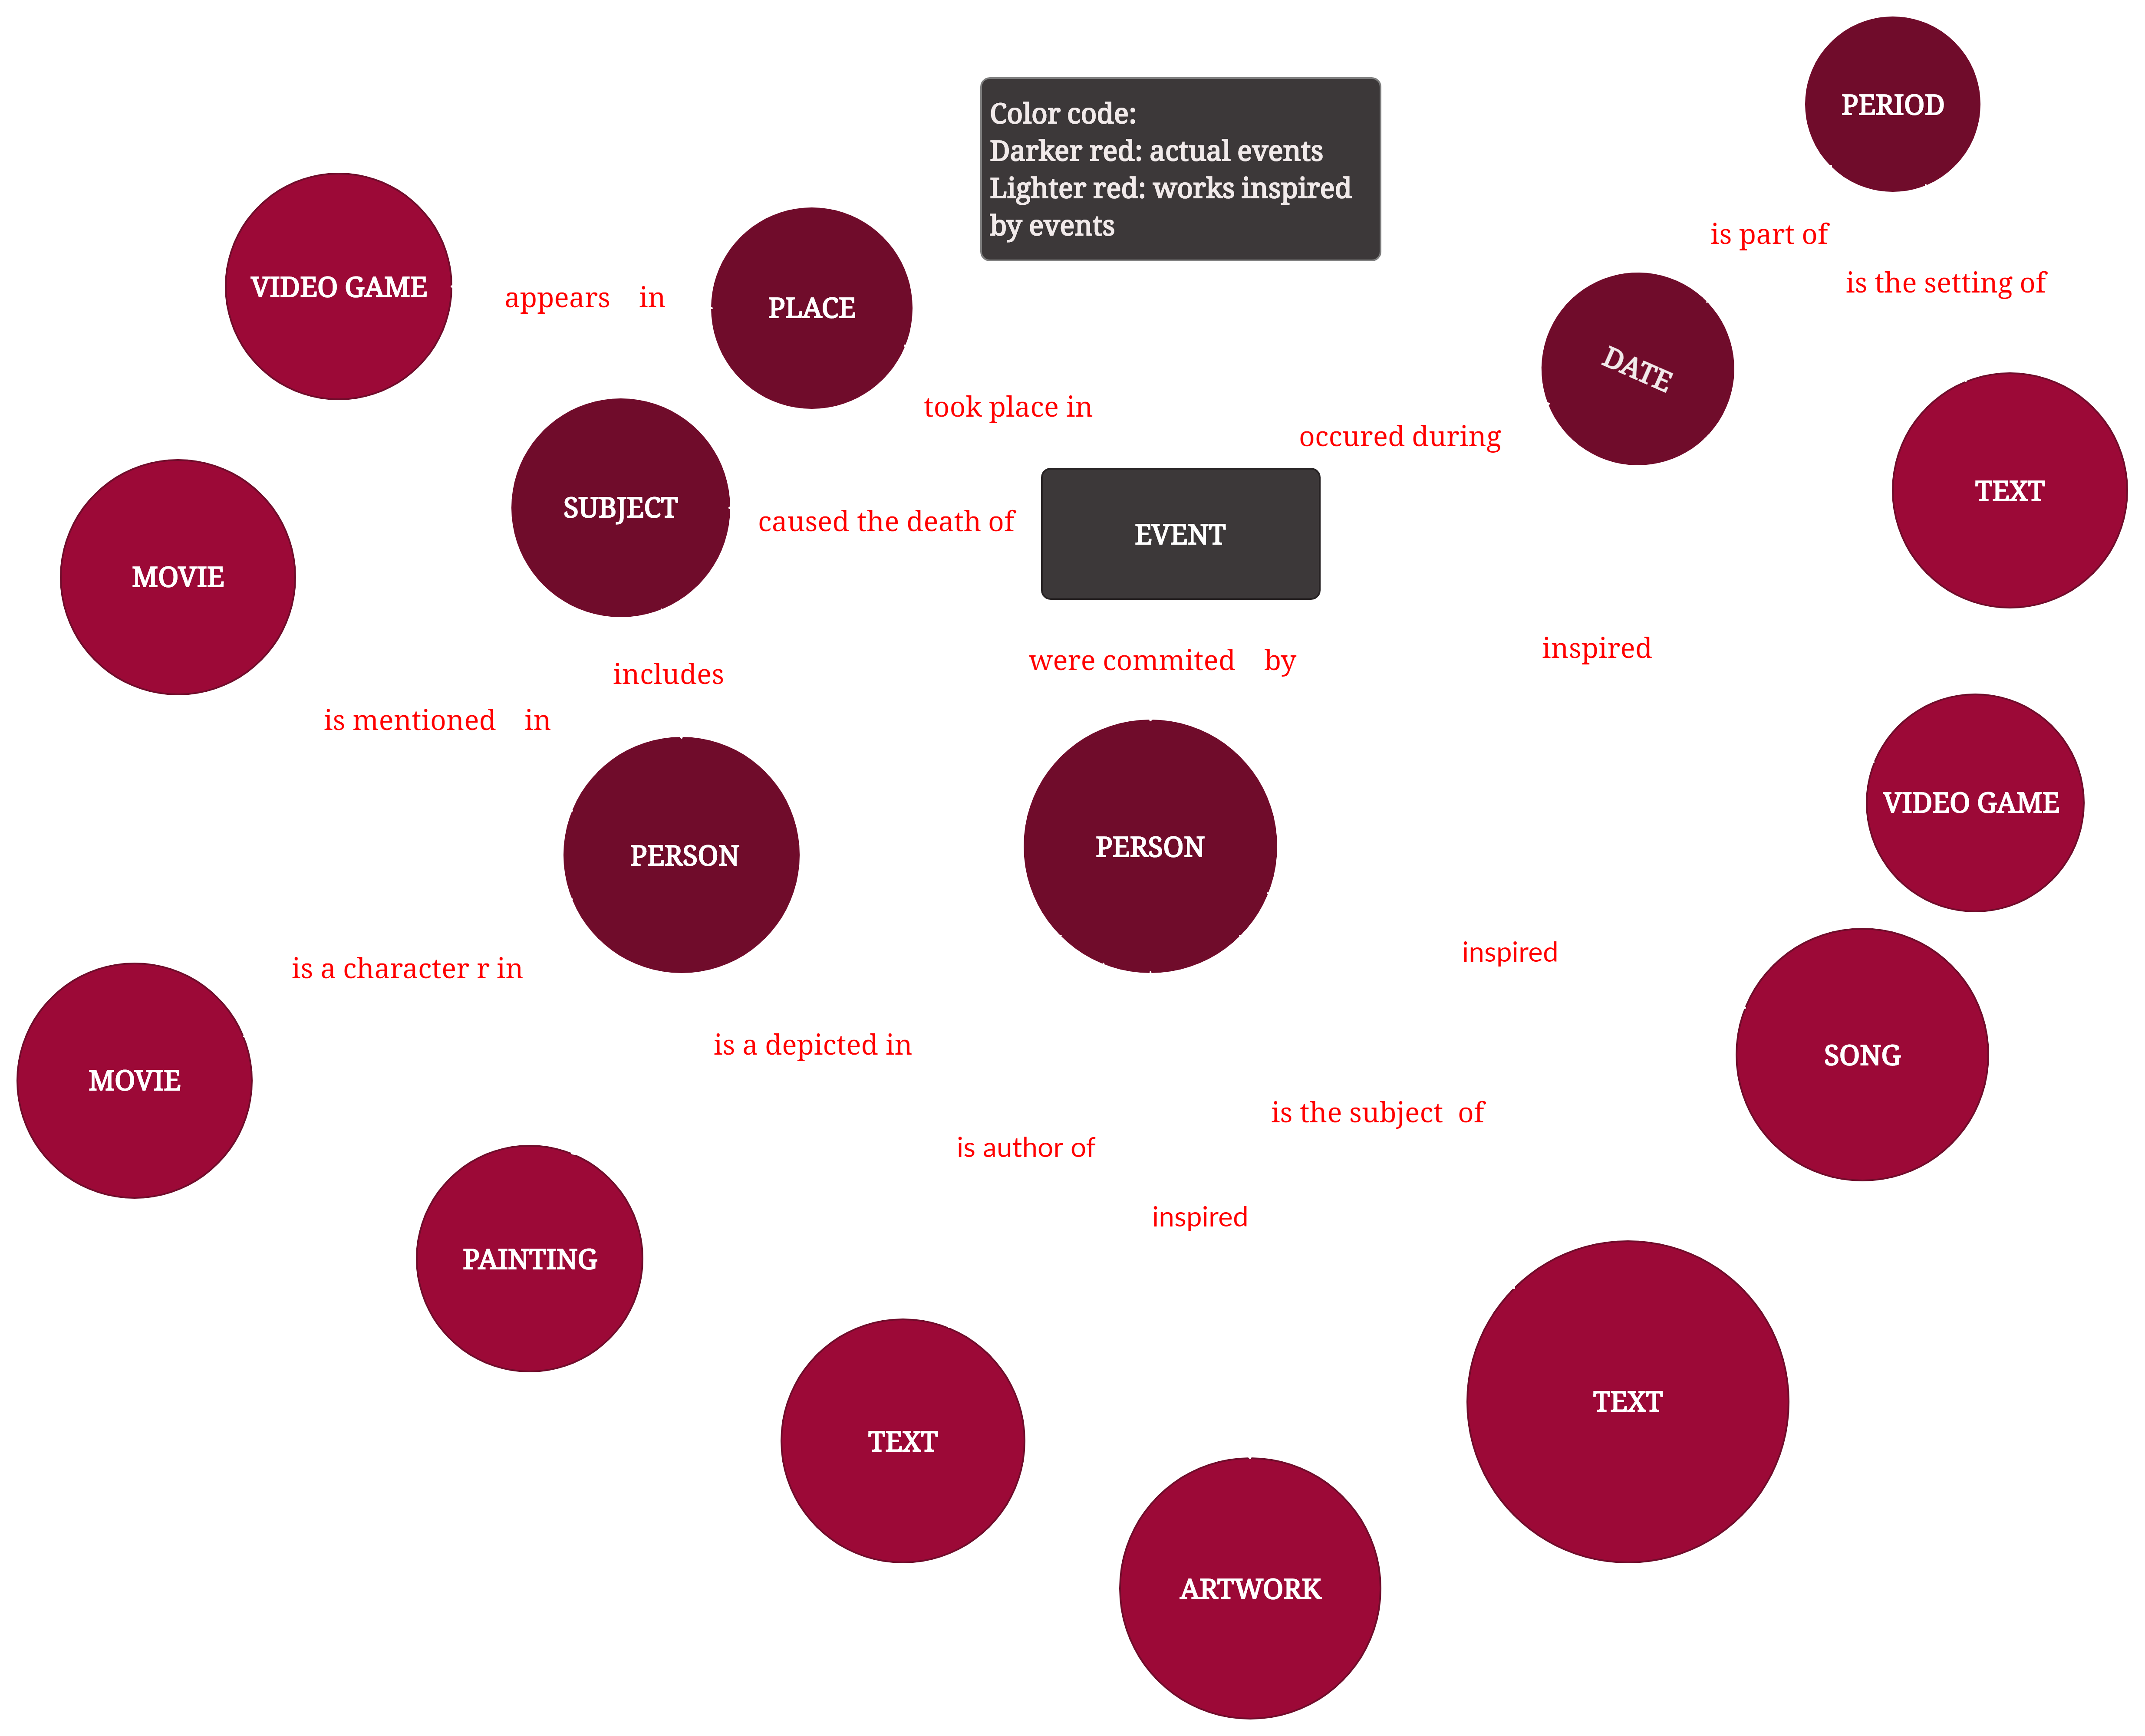 PERIOD
Color code:
Darker red: actual events
Lighter red: works inspired
by events
is part of
VIDEO GAME
appears in
PLACE
is the setting of
DATE
took place in
occured during
TEXT
SUBJECT
caused the death of
EVENT
MOVIE
includes
were commited by
inspired
is mentioned in
VIDEO GAME
PERSON
PERSON
is a character r in
inspired
is a depicted in
SONG
MOVIE
is the subject of
is author of
inspired
PAINTING
TEXT
TEXT
ARTWORK